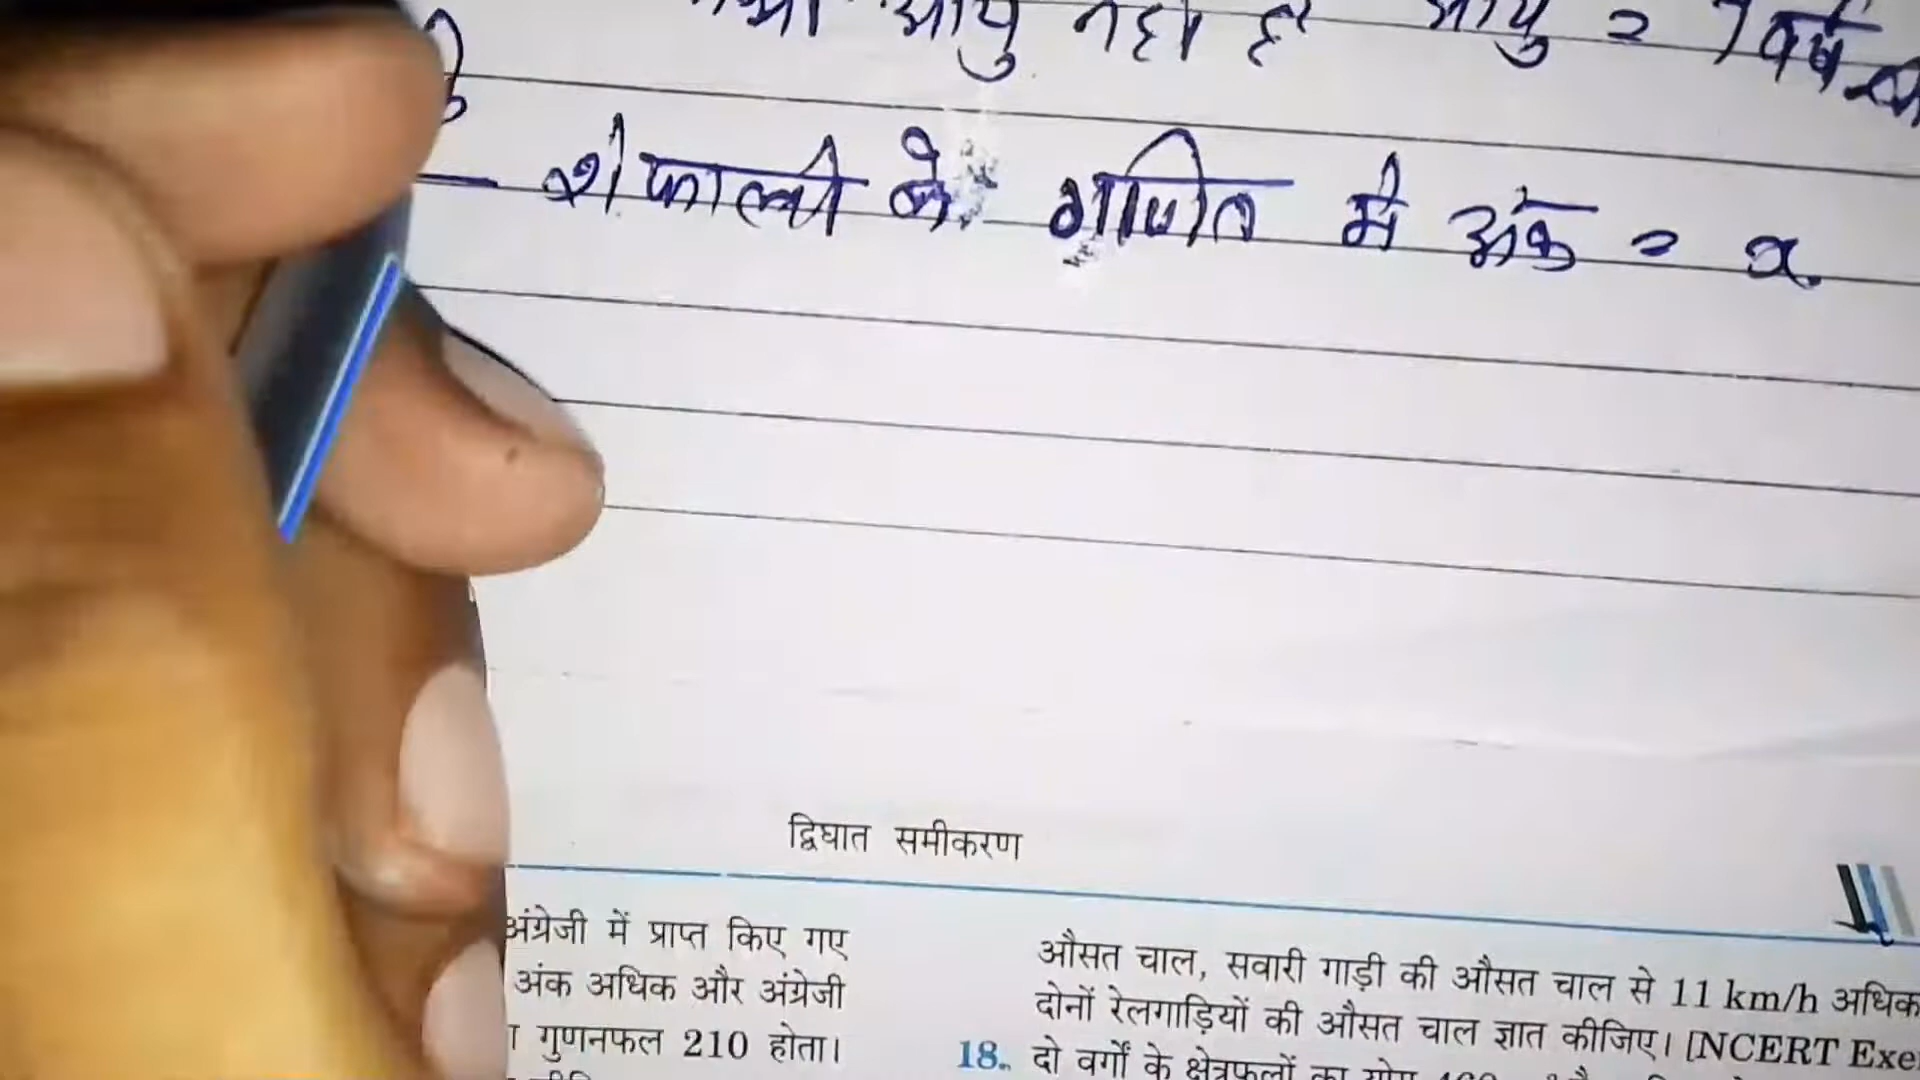 आयु नहीं है आयु = 7 वर्ष
शेफाली के गणित में अंक = x
द्विघात समीकरण
अंग्रेजी में प्राप्त किए गए
अंक अधिक और अंग्रेजी
गुणनफल 210 होता।
औसत चाल, सवारी गाड़ी की औसत चाल से 11 km/h अधिक
दोनों रेलगाड़ियों की औसत चाल ज्ञात कीजिए। [NCERT Exe
18. दो वर्गों के क्षेत्रफलों का योग